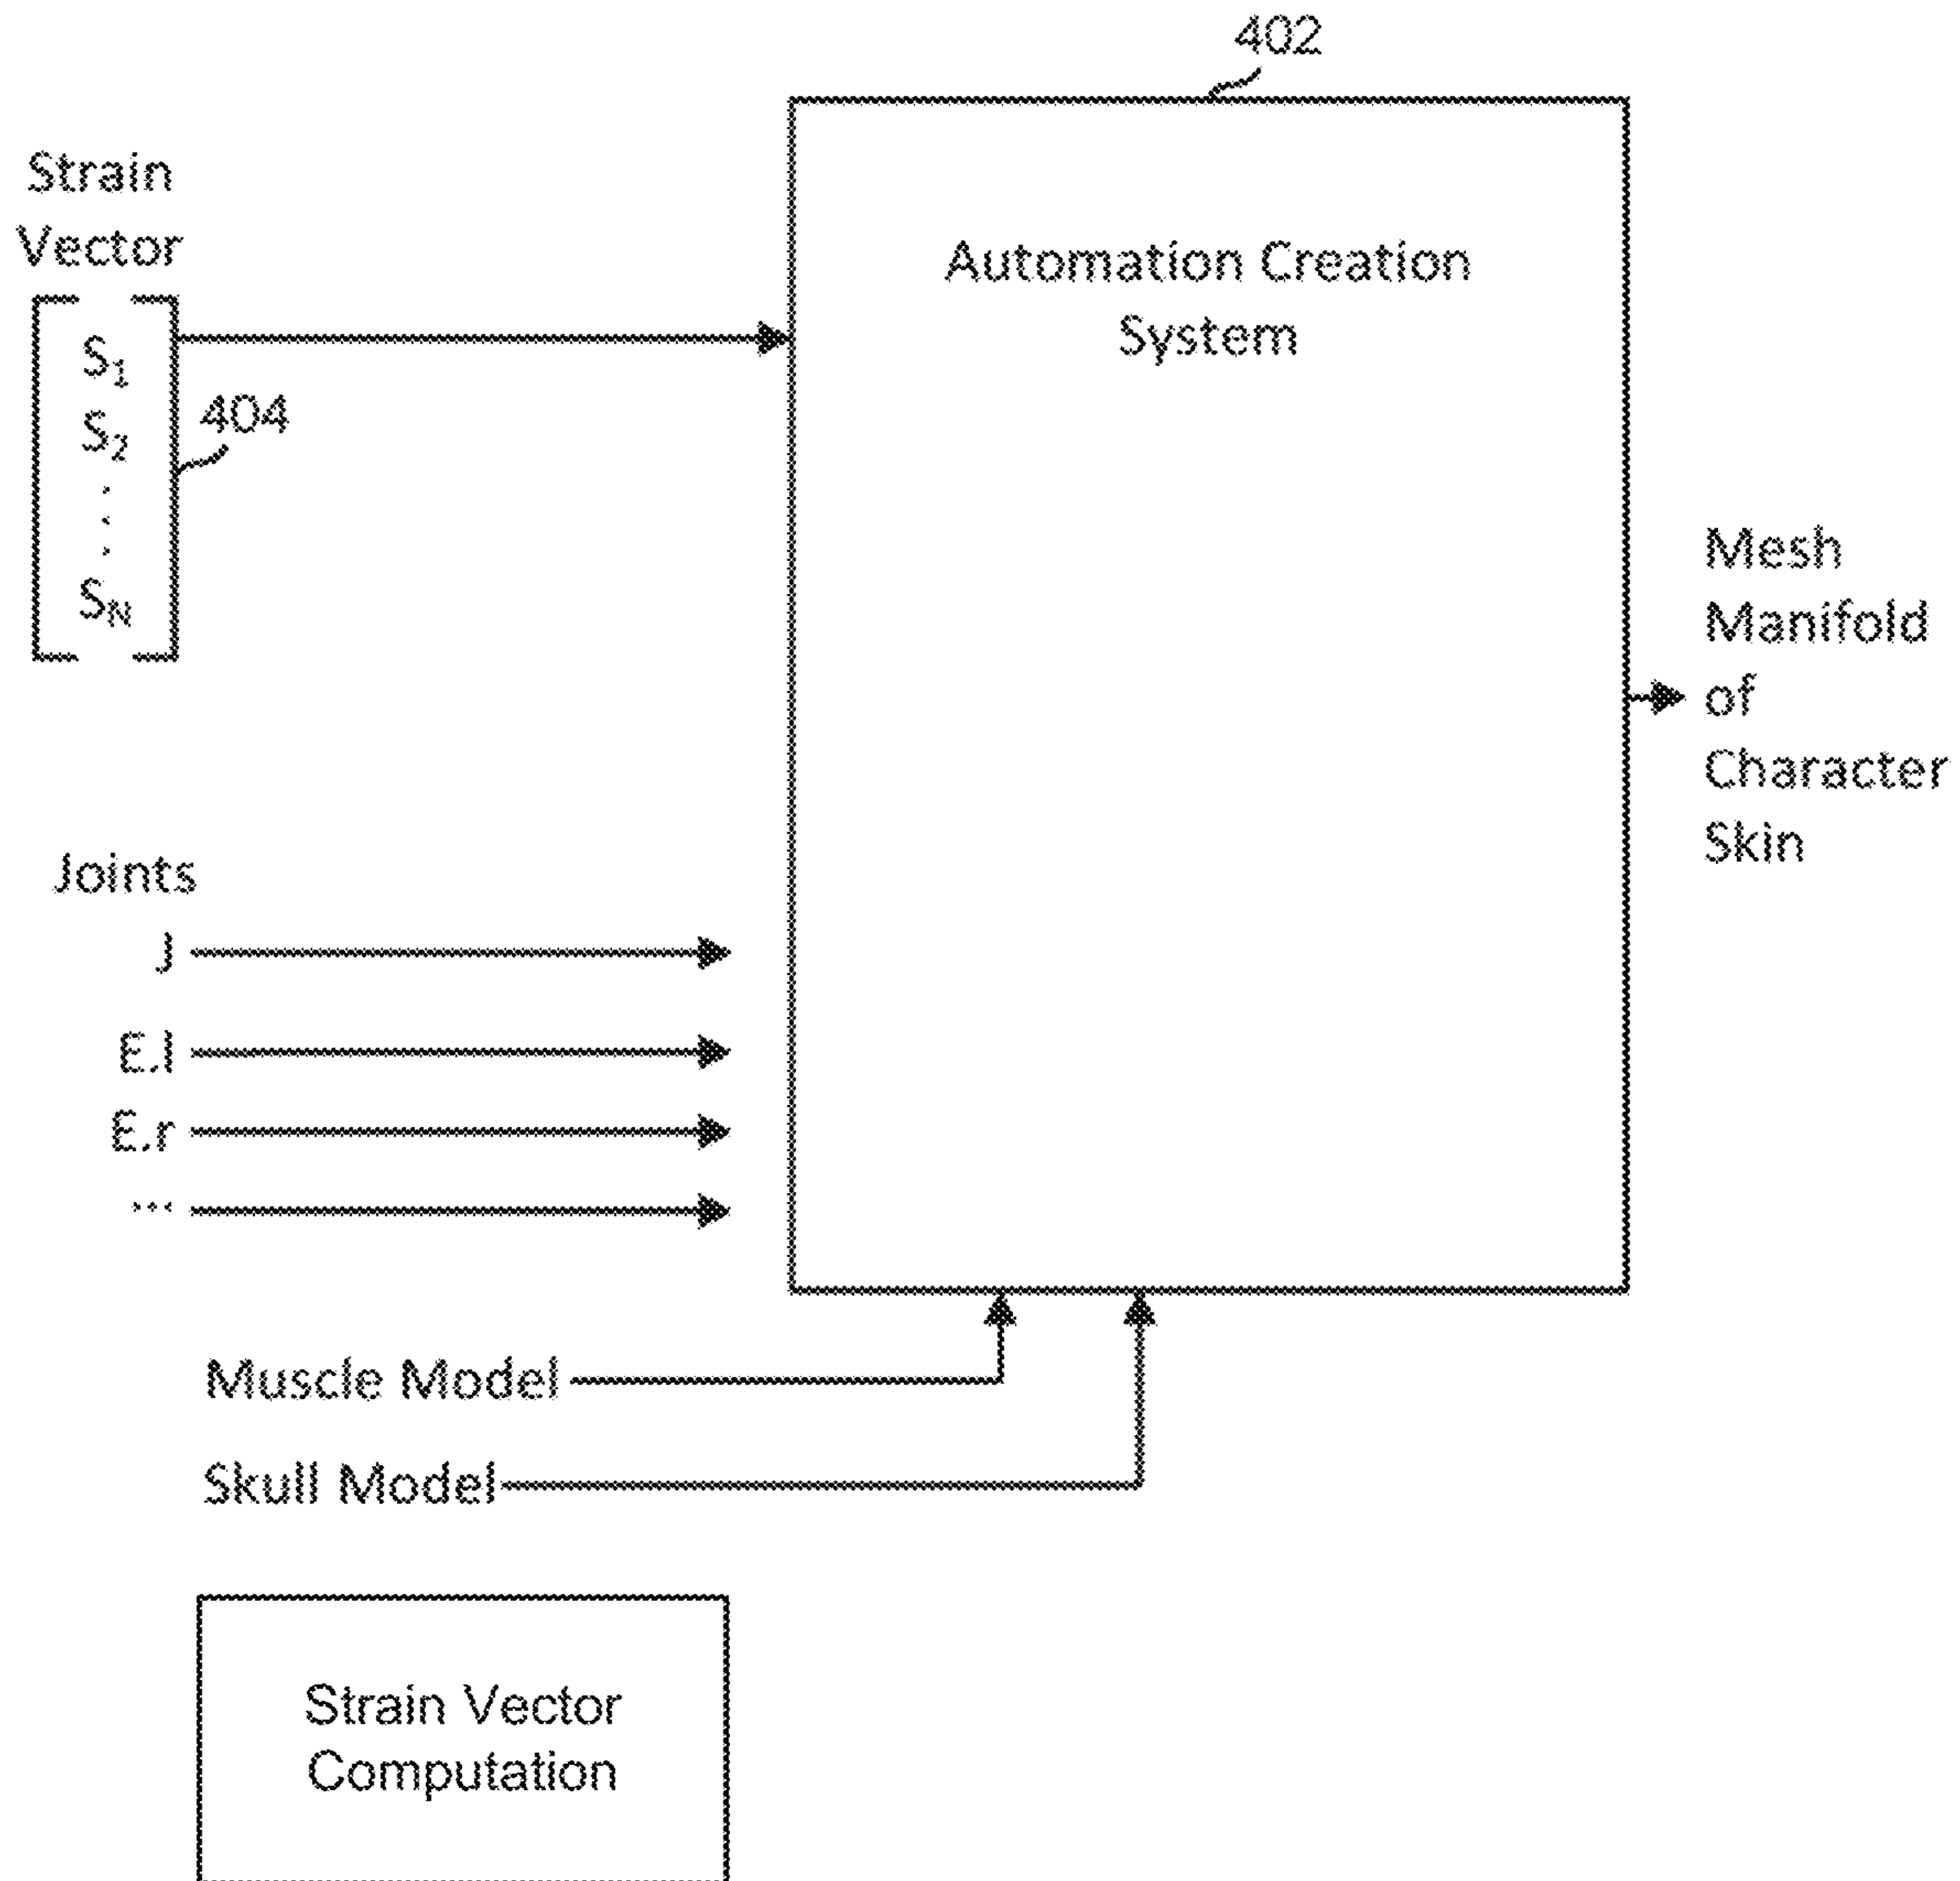 402
Strain
Vector
Automation Creation
System
S1
S2
404
.
.
.
SN
Mesh
Manifold
of
Character
Skin
Joints
J
E.l
E.r
...
Muscle Model
Skull Model
Strain Vector
Computation